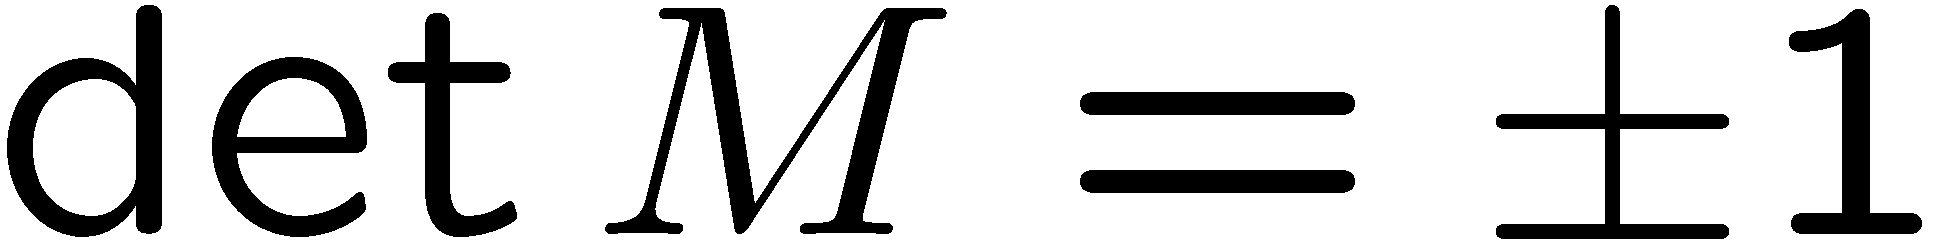 det M = ±1